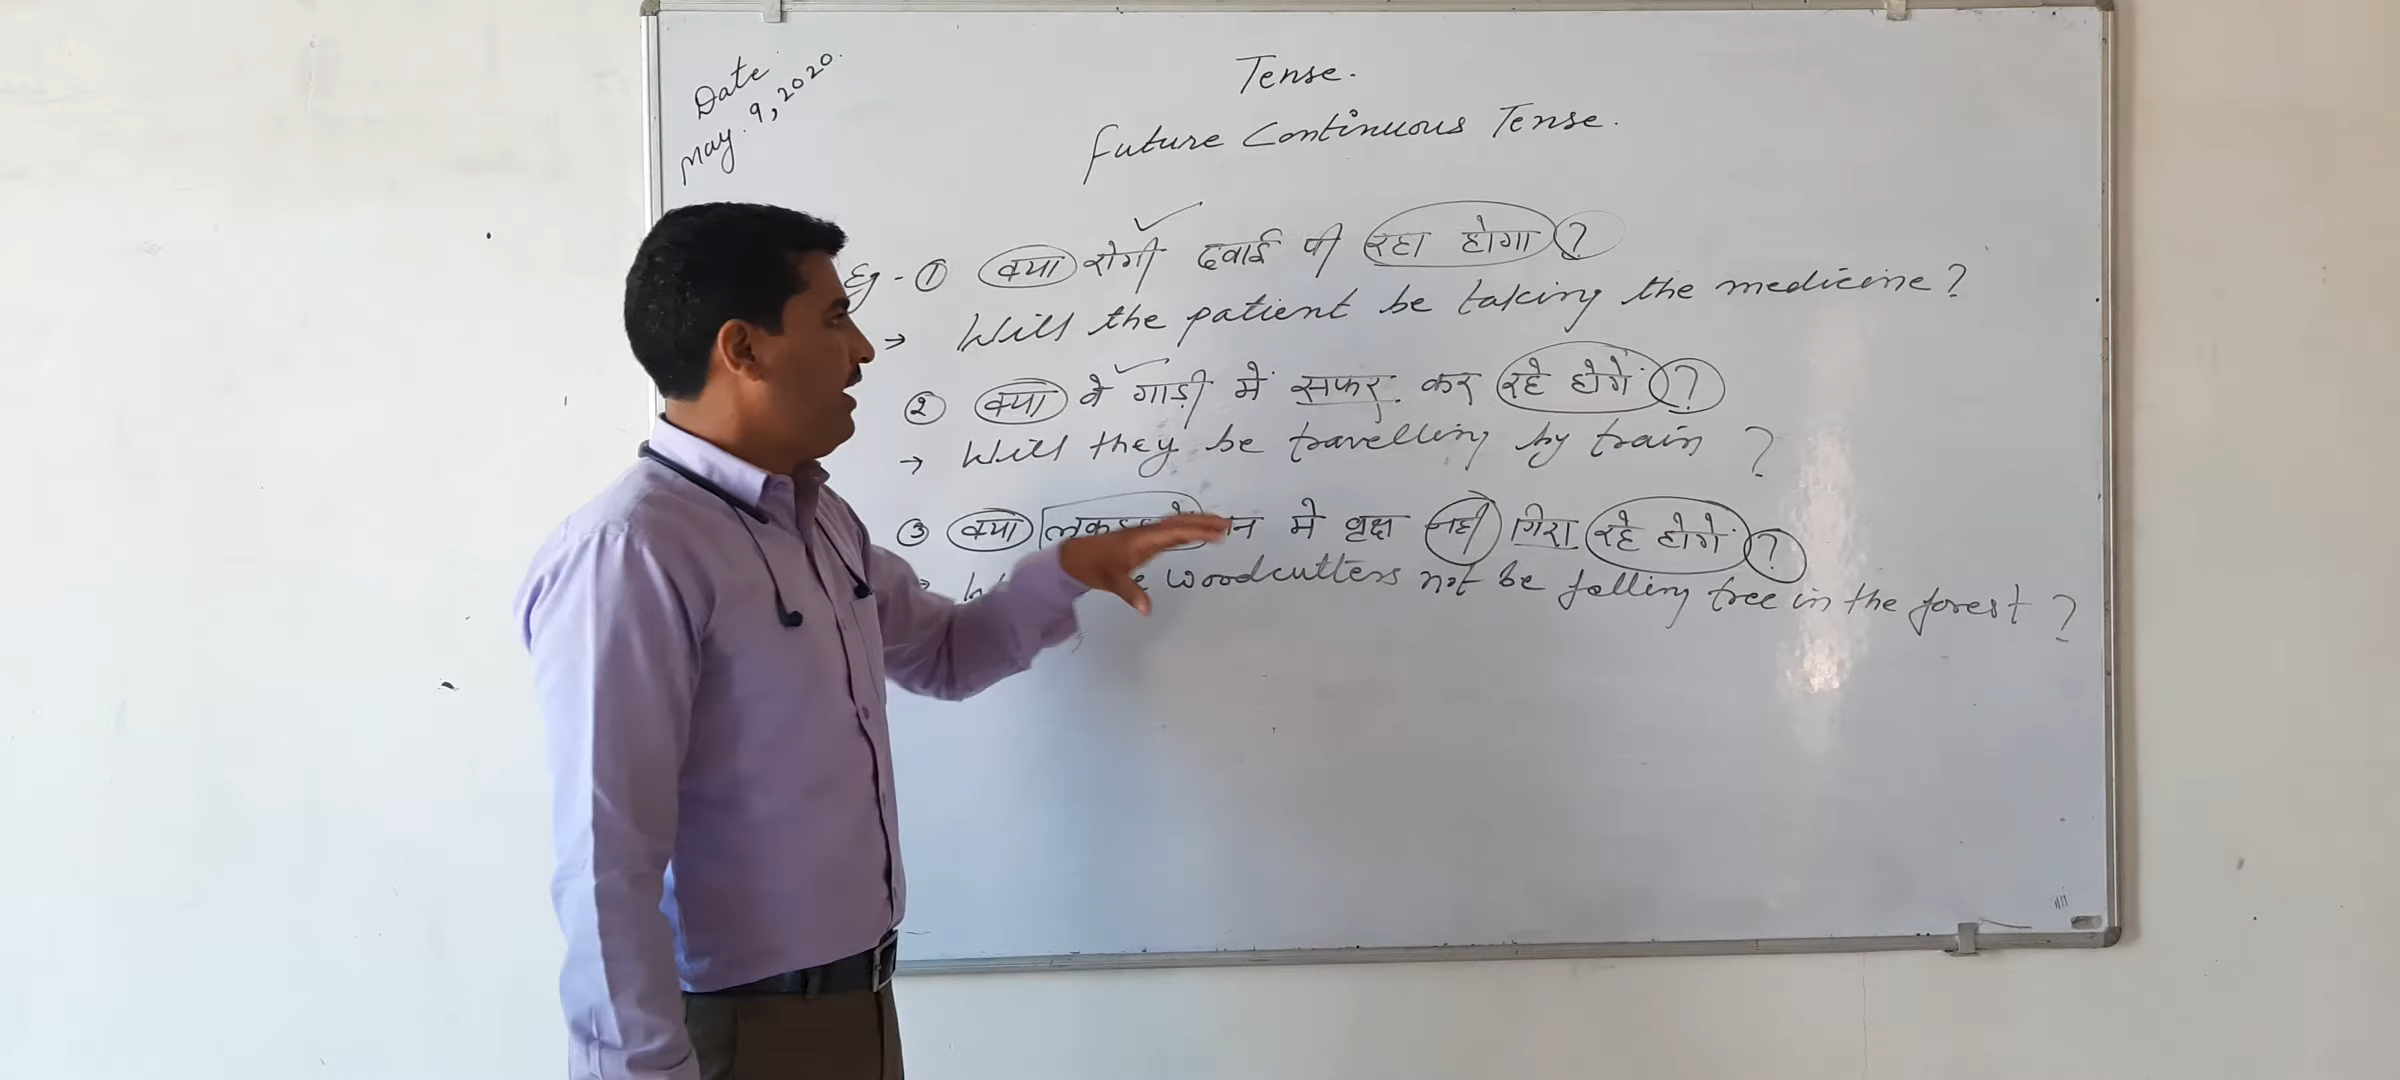 Date
May. 9, 2020.
Tense.
Future Continuous Tense.
Eg - ① क्या रोगी दवाई पी रहा होगा ?
→ Will the patient be taking the medicine ?
② क्या वे गाड़ी में सफर कर रहे होगें ?
→ Will they be travelling by train ?
③ क्या में वृक्ष नहीं गिरा रहे होगें ?
woodcutters not be falling tree in the forest ?